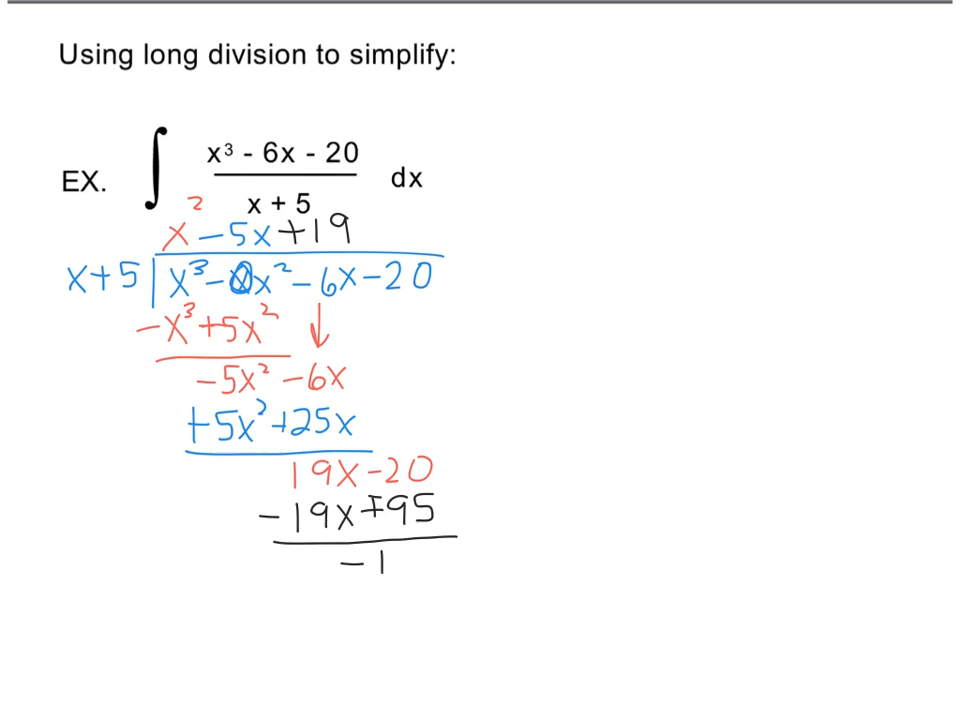 Using long division to simplify:
EX. ∫ x³ - 6x - 20 / x + 5 dx
x² - 5x + 19
x + 5 | x³ - 0x² - 6x - 20
- x³ + 5x² ↓
- 5x² - 6x
+ 5x² + 25x
19x - 20
- 19x + 95
- 1